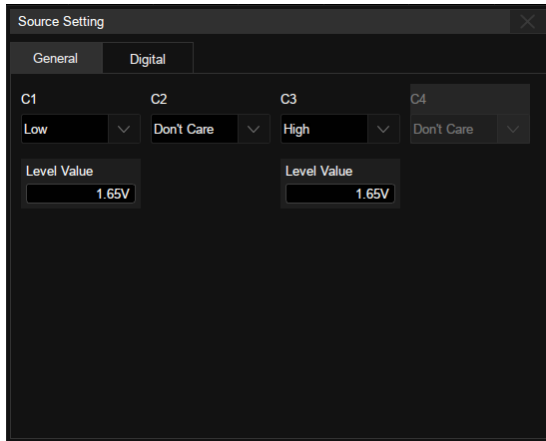 Source Setting
General Digital
C1 C2 C3 C4
Low Don't Care High Don't Care
Level Value Level Value
1.65V 1.65V